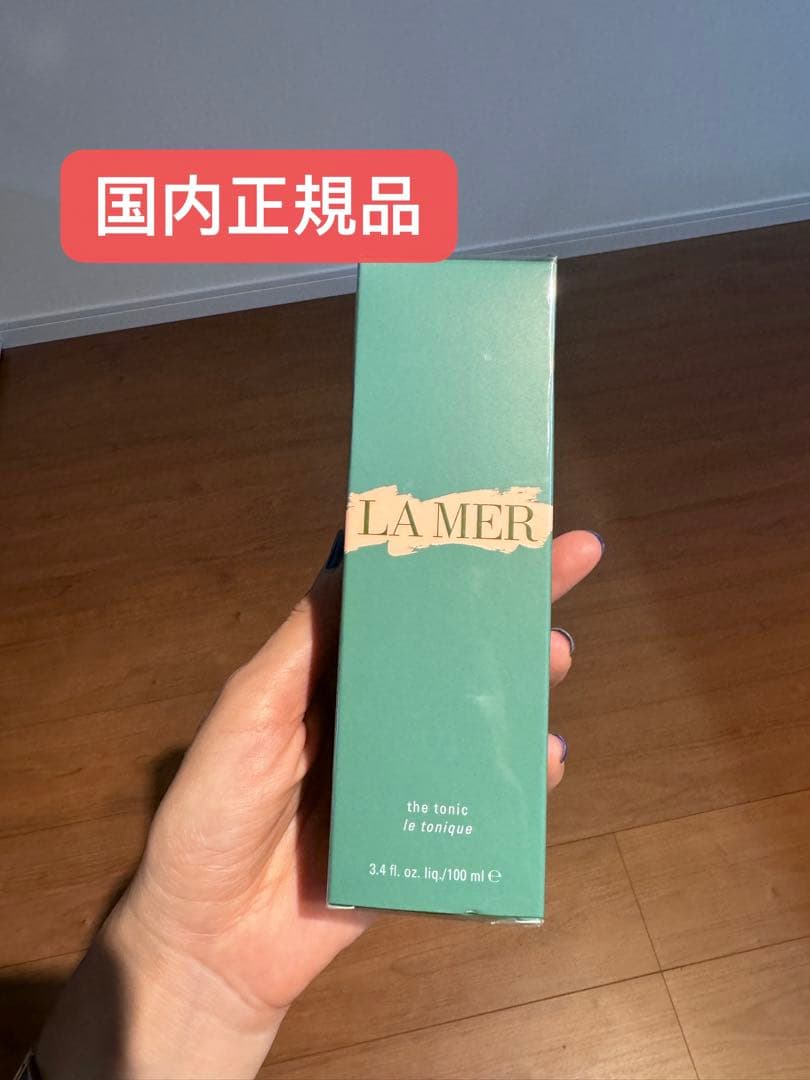 国内正規品
LA MER
the tonic
le tonique
3.4 fl. oz. liq./100 ml ℮